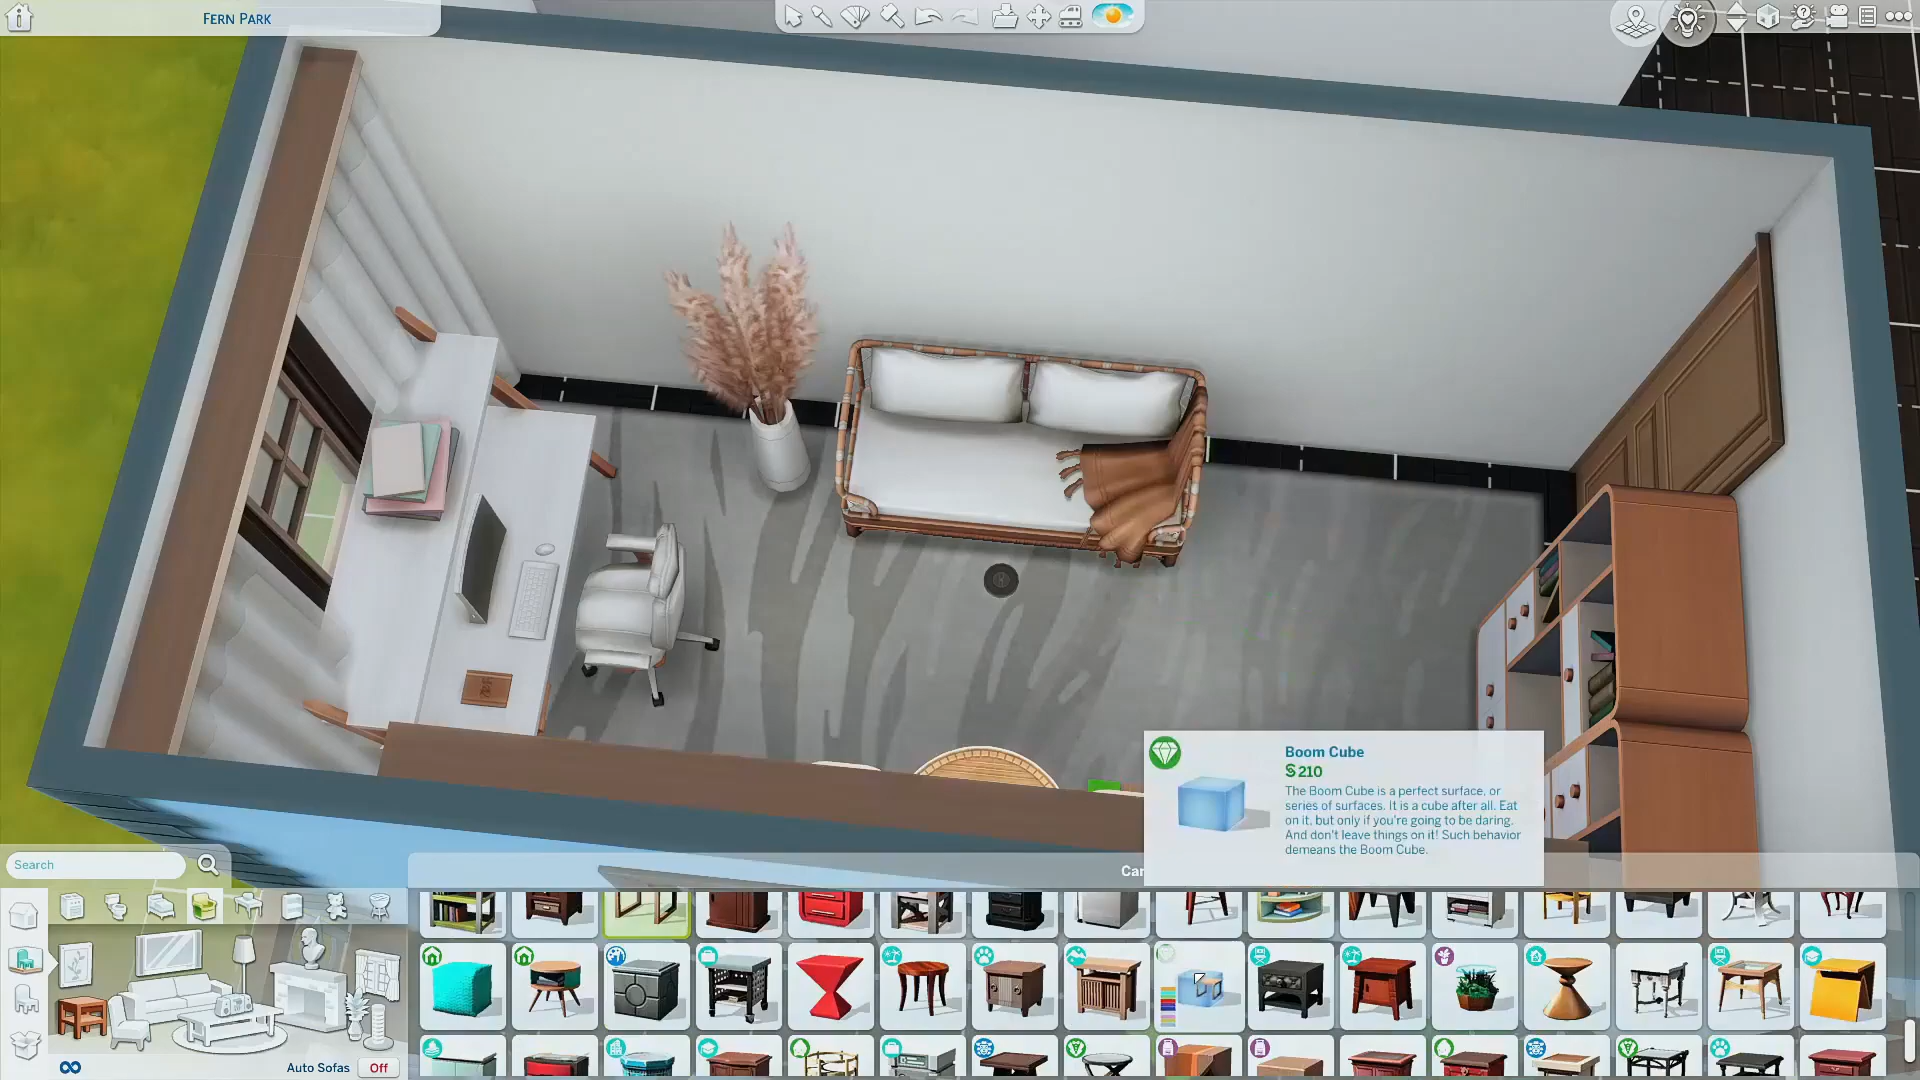 FERN PARK
Boom Cube
§210
The Boom Cube is a perfect surface, or
series of surfaces. It is a cube after all. Eat
on it, but only if you're going to be daring.
And don't leave things on it! Such behavior
demeans the Boom Cube.
Search
Auto Sofas Off